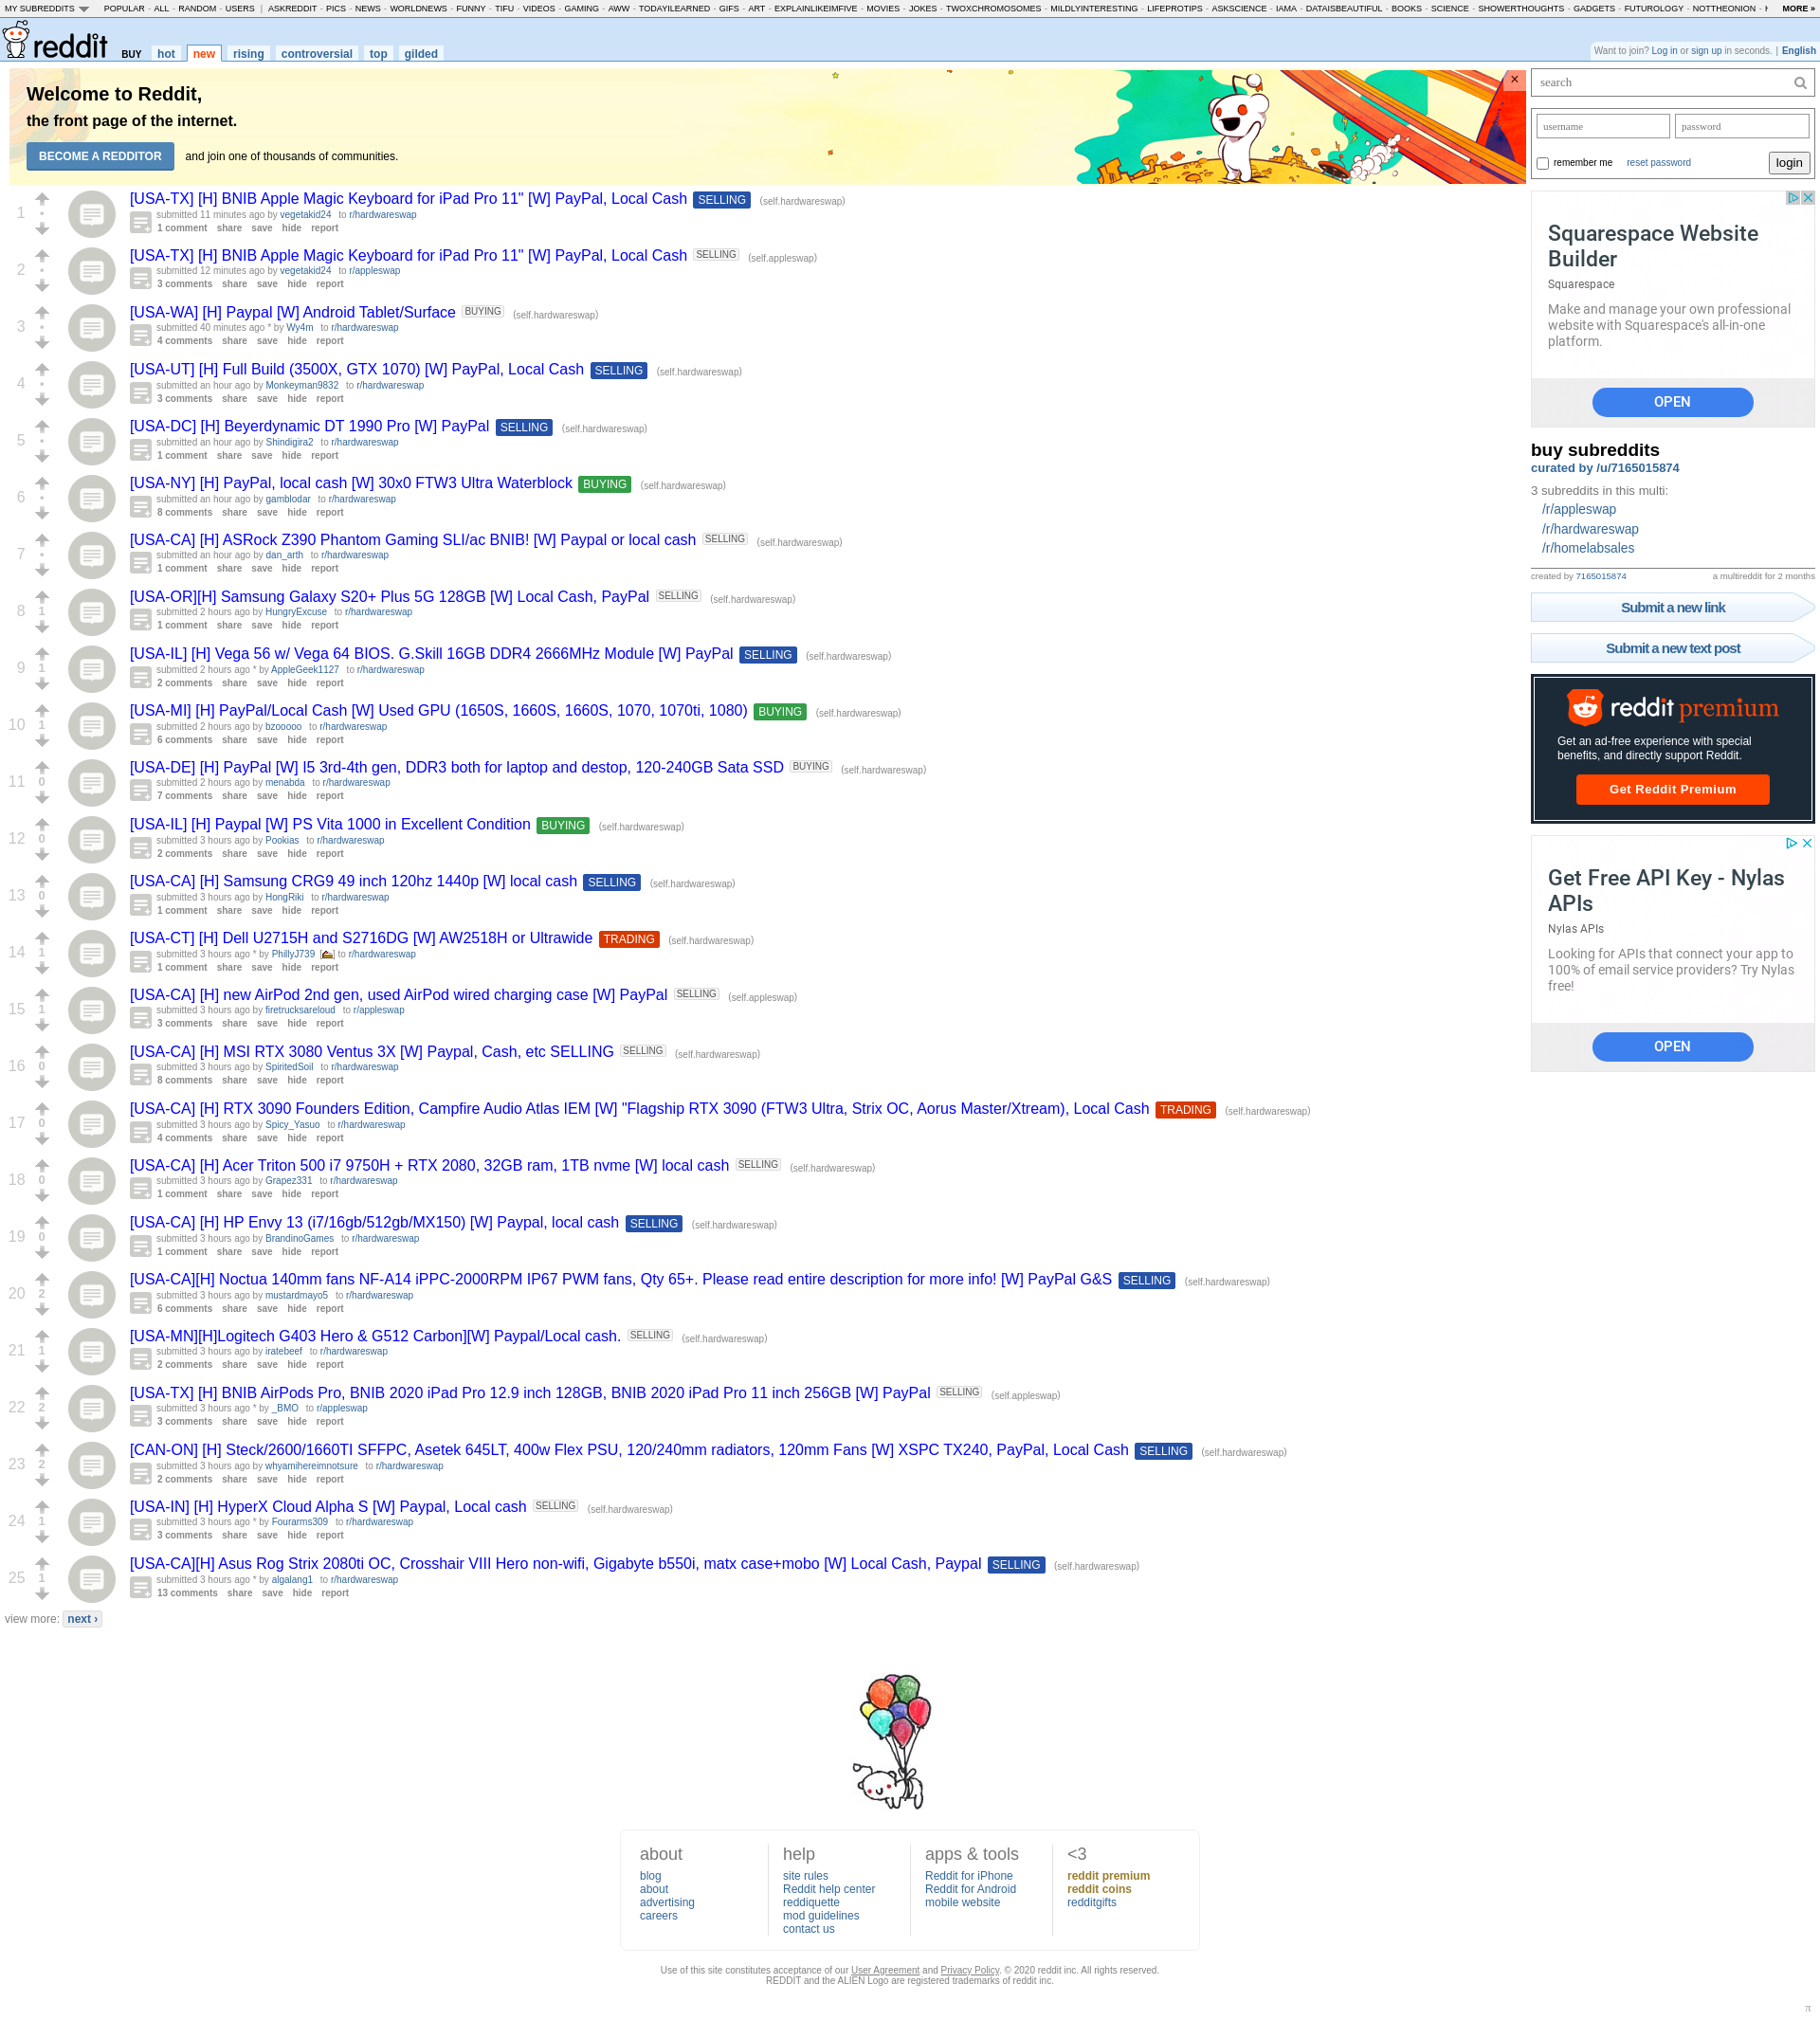 MY SUBREDDITS POPULAR - ALL - RANDOM - USERS | ASKREDDIT - PICS - NEWS - WORLDNEWS - FUNNY - TIFU - VIDEOS - GAMING - AWW - TODAYILEARNED - GIFS - ART - EXPLAINLIKEIMFIVE - MOVIES - JOKES - TWOXCHROMOSOMES - MILDLYINTERESTING - LIFEPROTIPS - ASKSCIENCE - IAMA - DATAISBEAUTIFUL - BOOKS - SCIENCE - SHOWERTHOUGHTS - GADGETS - FUTUROLOGY - NOTTHEONION - MORE »
reddit BUY hot new rising controversial top gilded
Want to join? Log in or sign up in seconds. | English
Welcome to Reddit,
the front page of the internet.
BECOME A REDDITOR and join one of thousands of communities.
×
1
[USA-TX] [H] BNIB Apple Magic Keyboard for iPad Pro 11" [W] PayPal, Local Cash SELLING (self.hardwareswap)
submitted 11 minutes ago by vegetakid24 to r/hardwareswap
1 comment share save hide report
2
[USA-TX] [H] BNIB Apple Magic Keyboard for iPad Pro 11" [W] PayPal, Local Cash SELLING (self.appleswap)
submitted 12 minutes ago by vegetakid24 to r/appleswap
3 comments share save hide report
3
[USA-WA] [H] Paypal [W] Android Tablet/Surface BUYING (self.hardwareswap)
submitted 40 minutes ago * by Wy4m to r/hardwareswap
4 comments share save hide report
4
[USA-UT] [H] Full Build (3500X, GTX 1070) [W] PayPal, Local Cash SELLING (self.hardwareswap)
submitted an hour ago by Monkeyman9832 to r/hardwareswap
3 comments share save hide report
5
[USA-DC] [H] Beyerdynamic DT 1990 Pro [W] PayPal SELLING (self.hardwareswap)
submitted an hour ago by Shindigira2 to r/hardwareswap
1 comment share save hide report
6
[USA-NY] [H] PayPal, local cash [W] 30x0 FTW3 Ultra Waterblock BUYING (self.hardwareswap)
submitted an hour ago by gamblodar to r/hardwareswap
8 comments share save hide report
7
[USA-CA] [H] ASRock Z390 Phantom Gaming SLI/ac BNIB! [W] Paypal or local cash SELLING (self.hardwareswap)
submitted an hour ago by dan_arth to r/hardwareswap
1 comment share save hide report
8 1
[USA-OR][H] Samsung Galaxy S20+ Plus 5G 128GB [W] Local Cash, PayPal SELLING (self.hardwareswap)
submitted 2 hours ago by HungryExcuse to r/hardwareswap
1 comment share save hide report
9 1
[USA-IL] [H] Vega 56 w/ Vega 64 BIOS. G.Skill 16GB DDR4 2666MHz Module [W] PayPal SELLING (self.hardwareswap)
submitted 2 hours ago * by AppleGeek1127 to r/hardwareswap
2 comments share save hide report
10 1
[USA-MI] [H] PayPal/Local Cash [W] Used GPU (1650S, 1660S, 1660S, 1070, 1070ti, 1080) BUYING (self.hardwareswap)
submitted 2 hours ago by bzooooo to r/hardwareswap
6 comments share save hide report
11 0
[USA-DE] [H] PayPal [W] I5 3rd-4th gen, DDR3 both for laptop and destop, 120-240GB Sata SSD BUYING (self.hardwareswap)
submitted 2 hours ago by menabda to r/hardwareswap
7 comments share save hide report
12 0
[USA-IL] [H] Paypal [W] PS Vita 1000 in Excellent Condition BUYING (self.hardwareswap)
submitted 3 hours ago by Pookias to r/hardwareswap
2 comments share save hide report
13 0
[USA-CA] [H] Samsung CRG9 49 inch 120hz 1440p [W] local cash SELLING (self.hardwareswap)
submitted 3 hours ago by HongRiki to r/hardwareswap
1 comment share save hide report
14 1
[USA-CT] [H] Dell U2715H and S2716DG [W] AW2518H or Ultrawide TRADING (self.hardwareswap)
submitted 3 hours ago * by PhillyJ739 [] to r/hardwareswap
1 comment share save hide report
15 1
[USA-CA] [H] new AirPod 2nd gen, used AirPod wired charging case [W] PayPal SELLING (self.appleswap)
submitted 3 hours ago by firetrucksareloud to r/appleswap
3 comments share save hide report
16 0
[USA-CA] [H] MSI RTX 3080 Ventus 3X [W] Paypal, Cash, etc SELLING SELLING (self.hardwareswap)
submitted 3 hours ago by SpiritedSoil to r/hardwareswap
8 comments share save hide report
17 0
[USA-CA] [H] RTX 3090 Founders Edition, Campfire Audio Atlas IEM [W] "Flagship RTX 3090 (FTW3 Ultra, Strix OC, Aorus Master/Xtream), Local Cash TRADING (self.hardwareswap)
submitted 3 hours ago by Spicy_Yasuo to r/hardwareswap
4 comments share save hide report
18 0
[USA-CA] [H] Acer Triton 500 i7 9750H + RTX 2080, 32GB ram, 1TB nvme [W] local cash SELLING (self.hardwareswap)
submitted 3 hours ago by Grapez331 to r/hardwareswap
1 comment share save hide report
19 0
[USA-CA] [H] HP Envy 13 (i7/16gb/512gb/MX150) [W] Paypal, local cash SELLING (self.hardwareswap)
submitted 3 hours ago by BrandinoGames to r/hardwareswap
1 comment share save hide report
20 2
[USA-CA][H] Noctua 140mm fans NF-A14 iPPC-2000RPM IP67 PWM fans, Qty 65+. Please read entire description for more info! [W] PayPal G&S SELLING (self.hardwareswap)
submitted 3 hours ago by mustardmayo5 to r/hardwareswap
6 comments share save hide report
21 1
[USA-MN][H]Logitech G403 Hero & G512 Carbon][W] Paypal/Local cash. SELLING (self.hardwareswap)
submitted 3 hours ago by iratebeef to r/hardwareswap
2 comments share save hide report
22 2
[USA-TX] [H] BNIB AirPods Pro, BNIB 2020 iPad Pro 12.9 inch 128GB, BNIB 2020 iPad Pro 11 inch 256GB [W] PayPal SELLING (self.appleswap)
submitted 3 hours ago * by _BMO to r/appleswap
3 comments share save hide report
23 2
[CAN-ON] [H] Steck/2600/1660TI SFFPC, Asetek 645LT, 400w Flex PSU, 120/240mm radiators, 120mm Fans [W] XSPC TX240, PayPal, Local Cash SELLING (self.hardwareswap)
submitted 3 hours ago by whyamihereimnotsure to r/hardwareswap
2 comments share save hide report
24 1
[USA-IN] [H] HyperX Cloud Alpha S [W] Paypal, Local cash SELLING (self.hardwareswap)
submitted 3 hours ago * by Fourarms309 to r/hardwareswap
3 comments share save hide report
25 1
[USA-CA][H] Asus Rog Strix 2080ti OC, Crosshair VIII Hero non-wifi, Gigabyte b550i, matx case+mobo [W] Local Cash, Paypal SELLING (self.hardwareswap)
submitted 3 hours ago * by algalang1 to r/hardwareswap
13 comments share save hide report
view more: next ›
search
username password
remember me reset password login
Squarespace Website
Builder
Squarespace
Make and manage your own professional
website with Squarespace's all-in-one
platform.
OPEN
buy subreddits
curated by /u/7165015874
3 subreddits in this multi:
/r/appleswap
/r/hardwareswap
/r/homelabsales
created by 7165015874 a multireddit for 2 months
Submit a new link
Submit a new text post
reddit premium
Get an ad-free experience with special
benefits, and directly support Reddit.
Get Reddit Premium
Get Free API Key - Nylas
APIs
Nylas APIs
Looking for APIs that connect your app to
100% of email service providers? Try Nylas
free!
OPEN
about
blog
about
advertising
careers
help
site rules
Reddit help center
reddiquette
mod guidelines
contact us
apps & tools
Reddit for iPhone
Reddit for Android
mobile website
<3
reddit premium
reddit coins
redditgifts
Use of this site constitutes acceptance of our User Agreement and Privacy Policy. © 2020 reddit inc. All rights reserved.
REDDIT and the ALIEN Logo are registered trademarks of reddit inc.
π